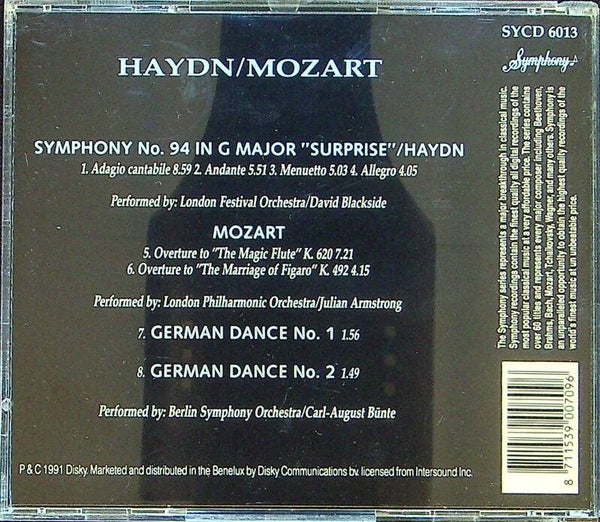 SYCD 6013
Symphony
HAYDN/MOZART
SYMPHONY No. 94 IN G MAJOR "SURPRISE"/HAYDN
1. Adagio cantabile 8.59 2. Andante 5.51 3. Menuetto 5.03 4. Allegro 4.05
Performed by: London Festival Orchestra/David Blackside
MOZART
5. Overture to "The Magic Flute" K. 620 7.21
6. Overture to "The Marriage of Figaro" K. 492 4.15
Performed by: London Philharmonic Orchestra/Julian Armstrong
7. GERMAN DANCE No. 1 1.56
8. GERMAN DANCE No. 2 1.49
Performed by: Berlin Symphony Orchestra/Carl-August Bünte
P & C 1991 Disky. Marketed and distributed in the Benelux by Disky Communications bv. licensed from Intersound Inc.
The Symphony series represents a major breakthrough in classical music.
Symphony recordings contain the finest quality all digital recordings of the
most popular classical music at a very affordable price. The series contains
over 60 titles and represents every major composer including Beethoven,
Brahms, Bach, Mozart, Tchaikovsky, Wagner, and many others. Symphony is
an unparalleled opportunity to obtain the highest quality recordings of the
world's finest music at un unbeatable price.
8 711539 007096